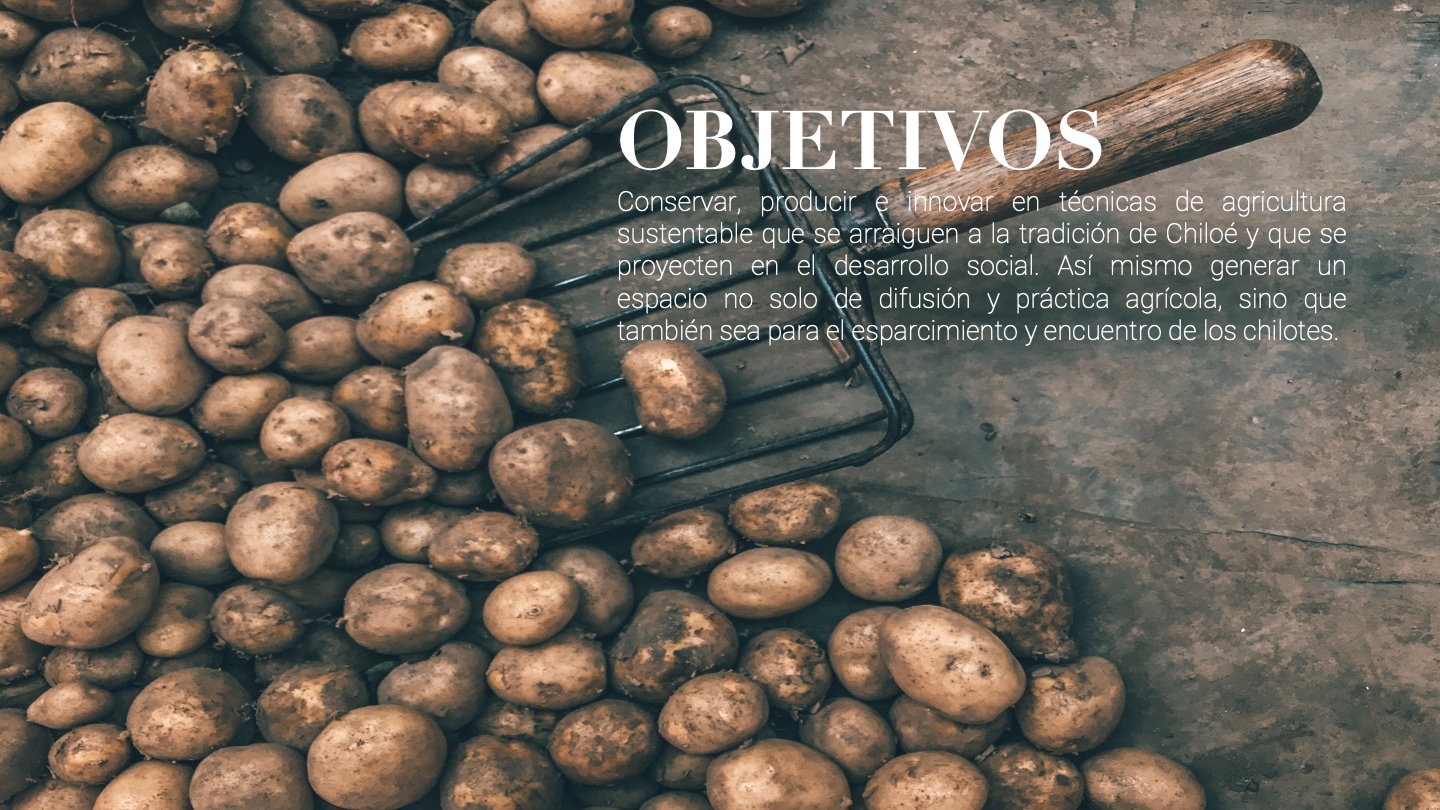 OBJETIVOS
Conservar, producir e innovar en técnicas de agricultura
sustentable que se arraiguen a la tradición de Chiloé y que se
proyecten en el desarrollo social. Así mismo generar un
espacio no solo de difusión y práctica agrícola, sino que
también sea para el esparcimiento y encuentro de los chilotes.